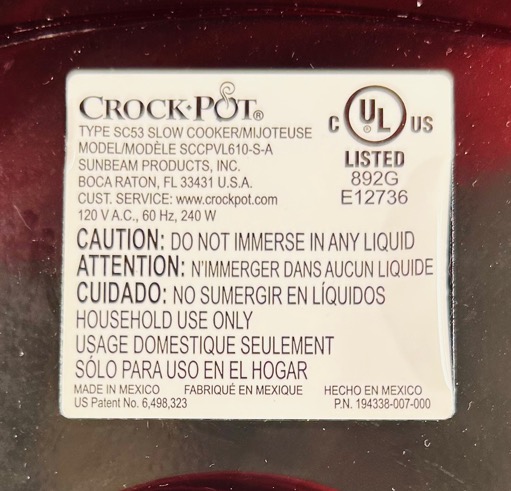 CROCK·POT®
TYPE SC53 SLOW COOKER/MIJOTEUSE
MODEL/MODÈLE SCCPVL610-S-A
SUNBEAM PRODUCTS, INC.
BOCA RATON, FL 33431 U.S.A.
CUST. SERVICE: www.crockpot.com
120 V A.C., 60 Hz, 240 W
C UL ® US
LISTED
892G
E12736
CAUTION: DO NOT IMMERSE IN ANY LIQUID
ATTENTION: N'IMMERGER DANS AUCUN LIQUIDE
CUIDADO: NO SUMERGIR EN LÍQUIDOS
HOUSEHOLD USE ONLY
USAGE DOMESTIQUE SEULEMENT
SÓLO PARA USO EN EL HOGAR
MADE IN MEXICO FABRIQUÉ EN MEXIQUE HECHO EN MEXICO
US Patent No. 6,498,323 P.N. 194338-007-000